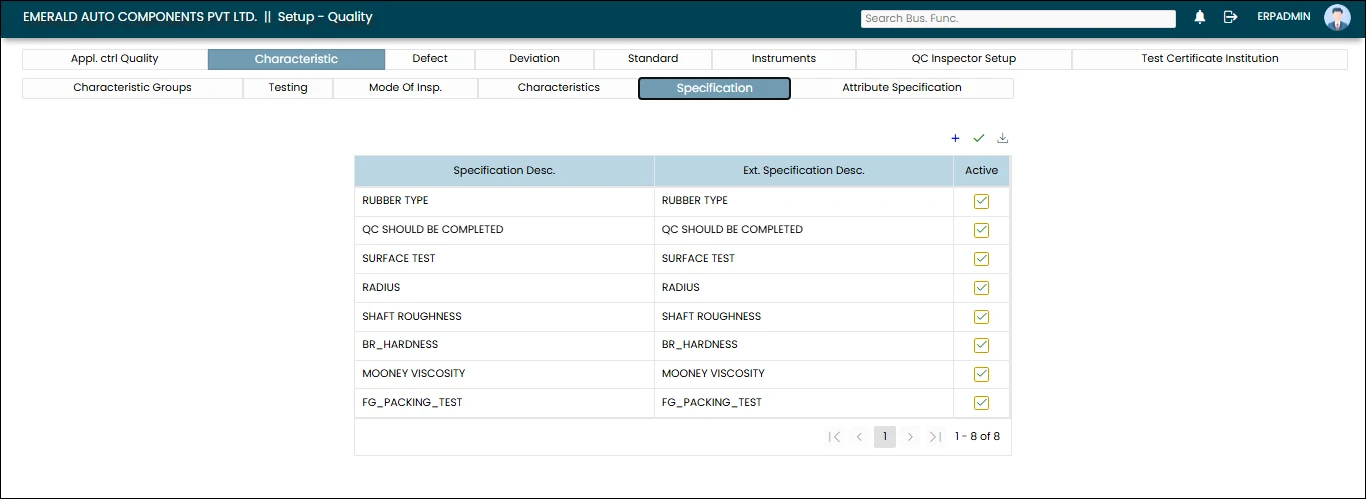 EMERALD AUTO COMPONENTS PVT LTD. || Setup - Quality Search Bus. Func. ERPADMIN
Appl. ctrl Quality Characteristic Defect Deviation Standard Instruments QC Inspector Setup Test Certificate Institution
Characteristic Groups Testing Mode Of Insp. Characteristics Specification Attribute Specification
Specification Desc. Ext. Specification Desc. Active
RUBBER TYPE RUBBER TYPE
QC SHOULD BE COMPLETED QC SHOULD BE COMPLETED
SURFACE TEST SURFACE TEST
RADIUS RADIUS
SHAFT ROUGHNESS SHAFT ROUGHNESS
BR_HARDNESS BR_HARDNESS
MOONEY VISCOSITY MOONEY VISCOSITY
FG_PACKING_TEST FG_PACKING_TEST
1 1 - 8 of 8